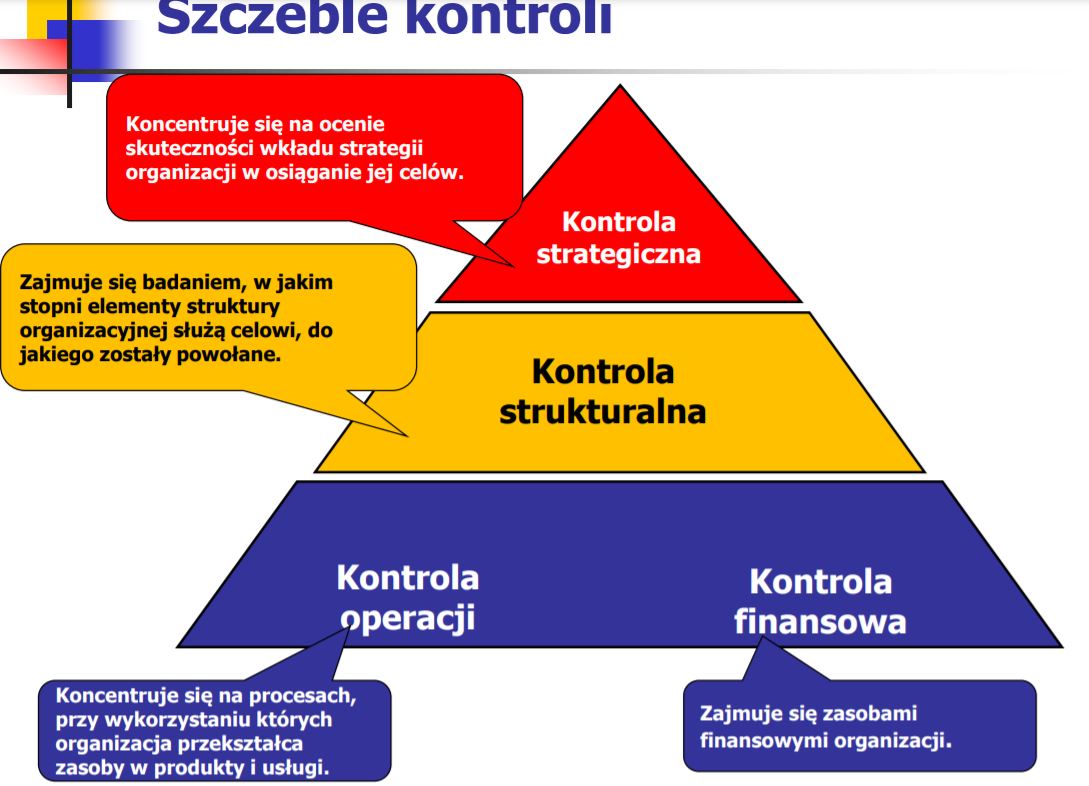 Szczeble kontroli
Koncentruje się na ocenie
skuteczności wkładu strategii
organizacji w osiąganie jej celów.
Kontrola
strategiczna
Zajmuje się badaniem, w jakim
stopni elementy struktury
organizacyjnej służą celowi, do
jakiego zostały powołane.
Kontrola
strukturalna
Kontrola
operacji
Kontrola
finansowa
Koncentruje się na procesach,
przy wykorzystaniu których
organizacja przekształca
zasoby w produkty i usługi.
Zajmuje się zasobami
finansowymi organizacji.